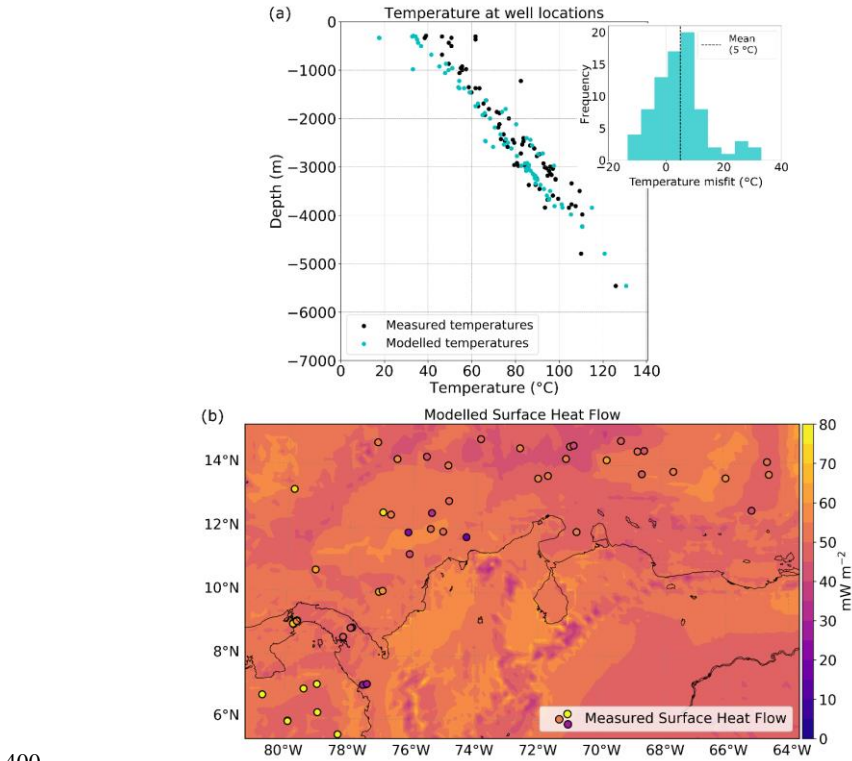 (a)
Temperature at well locations
0
−1000
−2000
−3000
−4000
−5000
−6000
−7000
Depth (m)
Measured temperatures
Modelled temperatures
0 20 40 60 80 100 120 140
Temperature (°C)
20
15
10
5
0
Frequency
Mean
(5 °C)
0 20 40
Temperature misfit (°C)
(b)
Modelled Surface Heat Flow
14°N
12°N
10°N
8°N
6°N
Measured Surface Heat Flow
80°W 78°W 76°W 74°W 72°W 70°W 68°W 66°W 64°W
80
70
60
50
40
30
20
10
0
mW m⁻²